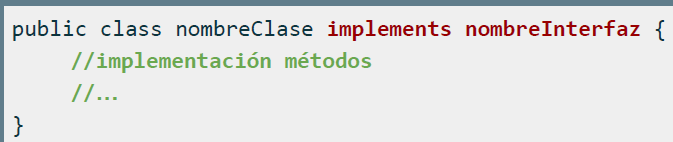 public class nombreClase implements nombreInterfaz {
//implementación métodos
//...
}